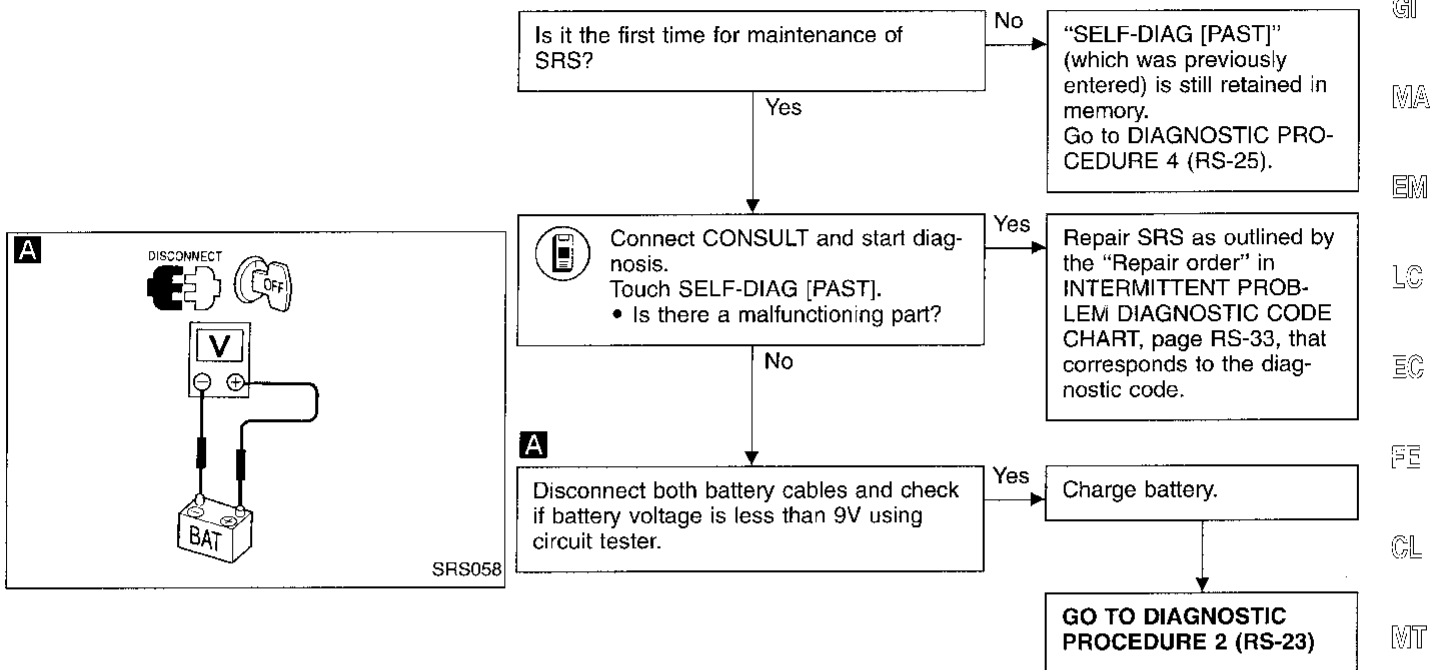 Is it the first time for maintenance of
SRS?
No
"SELF-DIAG [PAST]"
(which was previously
entered) is still retained in
memory.
Go to DIAGNOSTIC PRO-
CEDURE 4 (RS-25).
Yes
Connect CONSULT and start diag-
nosis.
Touch SELF-DIAG [PAST].
• Is there a malfunctioning part?
Yes
Repair SRS as outlined by
the "Repair order" in
INTERMITTENT PROB-
LEM DIAGNOSTIC CODE
CHART, page RS-33, that
corresponds to the diag-
nostic code.
No
A
Disconnect both battery cables and check
if battery voltage is less than 9V using
circuit tester.
Yes
Charge battery.
GO TO DIAGNOSTIC
PROCEDURE 2 (RS-23)
A
DISCONNECT
OFF
V
BAT
SRS058
GI
MA
EM
LC
EC
FE
CL
MT